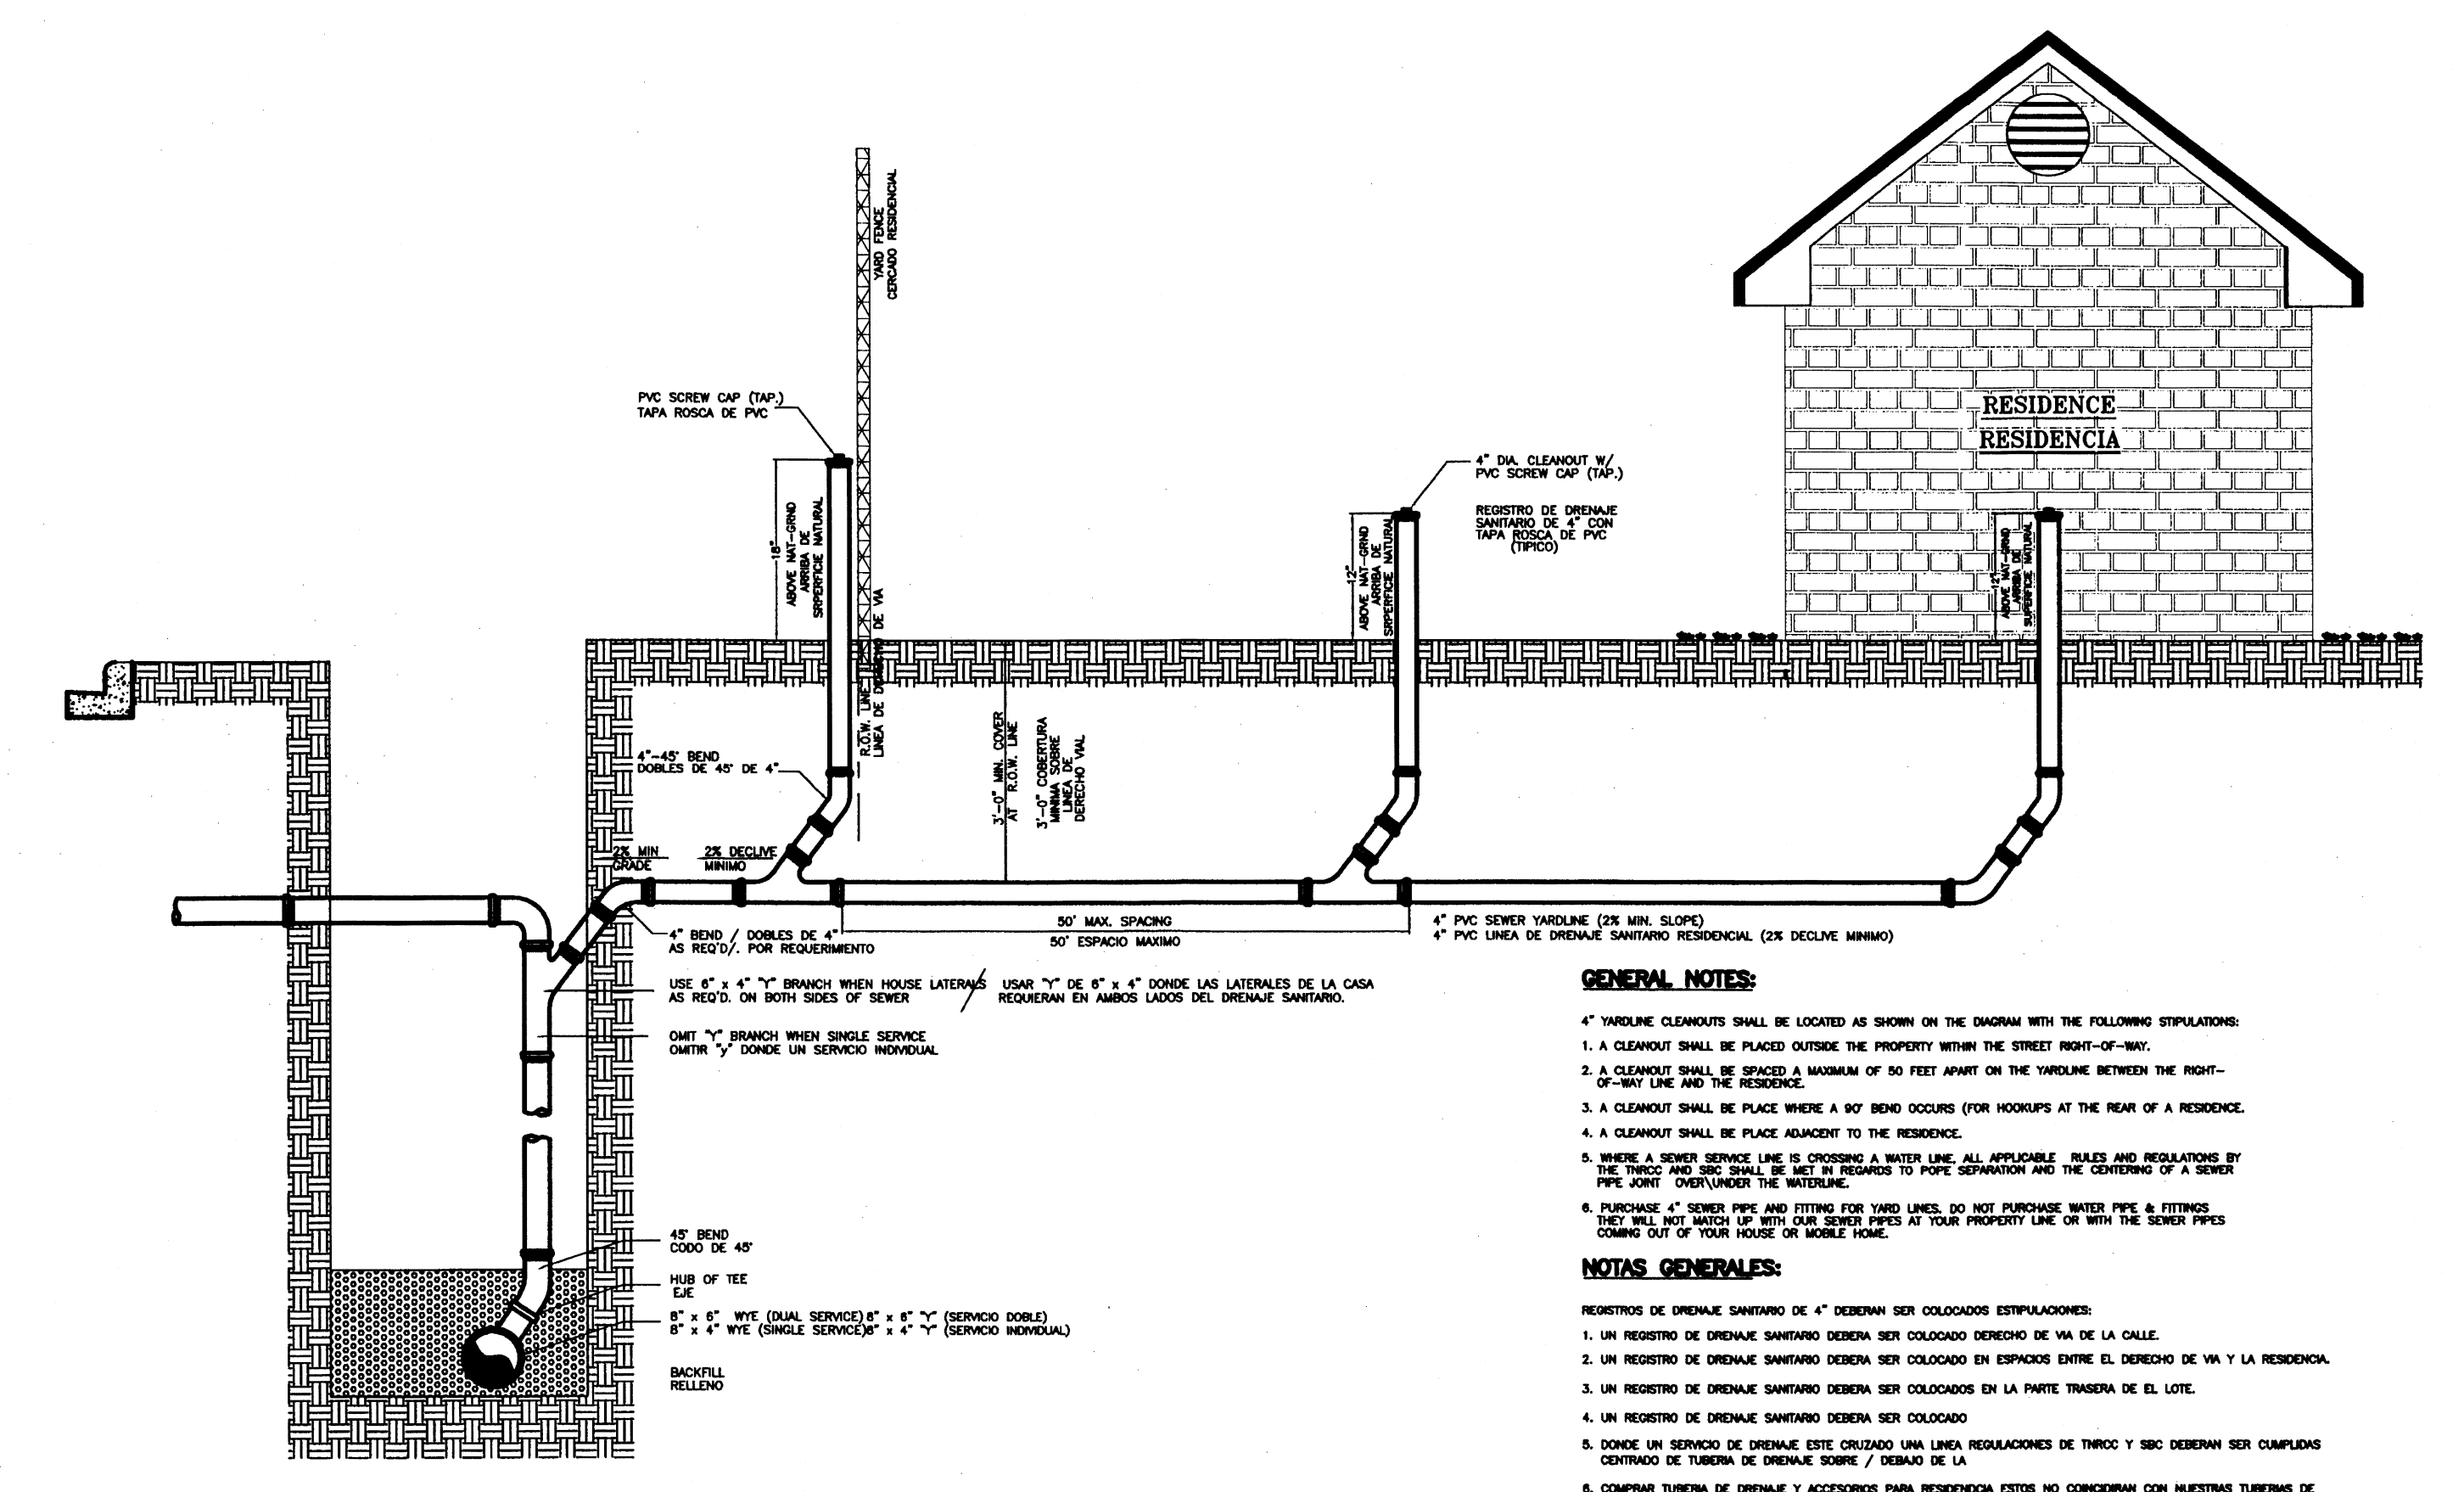 YARD FENCE
CERCADO RESIDENCIAL
PVC SCREW CAP (TAP.)
TAPA ROSCA DE PVC
RESIDENCE
RESIDENCIA
18"
ABOVE NAT-GRND
ARRIBA DE
SRPERFICIE NATURAL
4" DIA. CLEANOUT W/
PVC SCREW CAP (TAP.)
REGISTRO DE DRENAJE
SANITARIO DE 4" CON
TAPA ROSCA DE PVC
(TIPICO)
12"
ABOVE NAT-GRND
ARRIBA DE
SRPERFICIE NATURAL
12"
ABOVE NAT-GRND
ARRIBA DE
SUPERFICIE NATURAL
R.O.W. LINE
LINEA DE DERECHO DE VIA
4"-45° BEND
DOBLES DE 45° DE 4"
3'-0" MIN. COVER
AT R.O.W. LINE
3'-0" COBERTURA
MINIMA SOBRE
LINEA DE
DERECHO VIAL
2% MIN
GRADE
2% DECLIVE
MINIMO
4" BEND / DOBLES DE 4"
AS REQ'D/. POR REQUERIMIENTO
50' MAX. SPACING
50' ESPACIO MAXIMO
4" PVC SEWER YARDLINE (2% MIN. SLOPE)
4" PVC LINEA DE DRENAJE SANITARIO RESIDENCIAL (2% DECLIVE MINIMO)
USE 6" x 4" "Y" BRANCH WHEN HOUSE LATERALS / USAR "Y" DE 6" x 4" DONDE LAS LATERALES DE LA CASA
AS REQ'D. ON BOTH SIDES OF SEWER REQUIERAN EN AMBOS LADOS DEL DRENAJE SANITARIO.
OMIT "Y" BRANCH WHEN SINGLE SERVICE
OMITIR "y" DONDE UN SERVICIO INDIVIDUAL
45° BEND
CODO DE 45°
HUB OF TEE
EJE
8" x 6" WYE (DUAL SERVICE) 8" x 6" "Y" (SERVICIO DOBLE)
8" x 4" WYE (SINGLE SERVICE)8" x 4" "Y" (SERVICIO INDIVIDUAL)
BACKFILL
RELLENO
GENERAL NOTES:
4" YARDLINE CLEANOUTS SHALL BE LOCATED AS SHOWN ON THE DIAGRAM WITH THE FOLLOWING STIPULATIONS:
1. A CLEANOUT SHALL BE PLACED OUTSIDE THE PROPERTY WITHIN THE STREET RIGHT-OF-WAY.
2. A CLEANOUT SHALL BE SPACED A MAXIMUM OF 50 FEET APART ON THE YARDLINE BETWEEN THE RIGHT-
OF-WAY LINE AND THE RESIDENCE.
3. A CLEANOUT SHALL BE PLACE WHERE A 90° BEND OCCURS (FOR HOOKUPS AT THE REAR OF A RESIDENCE.
4. A CLEANOUT SHALL BE PLACE ADJACENT TO THE RESIDENCE.
5. WHERE A SEWER SERVICE LINE IS CROSSING A WATER LINE, ALL APPLICABLE RULES AND REGULATIONS BY
THE TNRCC AND SBC SHALL BE MET IN REGARDS TO POPE SEPARATION AND THE CENTERING OF A SEWER
PIPE JOINT OVER\UNDER THE WATERLINE.
6. PURCHASE 4" SEWER PIPE AND FITTING FOR YARD LINES. DO NOT PURCHASE WATER PIPE & FITTINGS
THEY WILL NOT MATCH UP WITH OUR SEWER PIPES AT YOUR PROPERTY LINE OR WITH THE SEWER PIPES
COMING OUT OF YOUR HOUSE OR MOBILE HOME.
NOTAS GENERALES:
REGISTROS DE DRENAJE SANITARIO DE 4" DEBERAN SER COLOCADOS ESTIPULACIONES:
1. UN REGISTRO DE DRENAJE SANITARIO DEBERA SER COLOCADO DERECHO DE VIA DE LA CALLE.
2. UN REGISTRO DE DRENAJE SANITARIO DEBERA SER COLOCADO EN ESPACIOS ENTRE EL DERECHO DE VIA Y LA RESIDENCIA.
3. UN REGISTRO DE DRENAJE SANITARIO DEBERA SER COLOCADOS EN LA PARTE TRASERA DE EL LOTE.
4. UN REGISTRO DE DRENAJE SANITARIO DEBERA SER COLOCADO
5. DONDE UN SERVICIO DE DRENAJE ESTE CRUZADO UNA LINEA REGULACIONES DE TNRCC Y SBC DEBERAN SER CUMPLIDAS
CENTRADO DE TUBERIA DE DRENAJE SOBRE / DEBAJO DE LA
6. COMPRAR TUBERIA DE DRENAJE Y ACCESORIOS PARA RESIDENDCIA ESTOS NO COINCIDIRAN CON NUESTRAS TUBERIAS DE